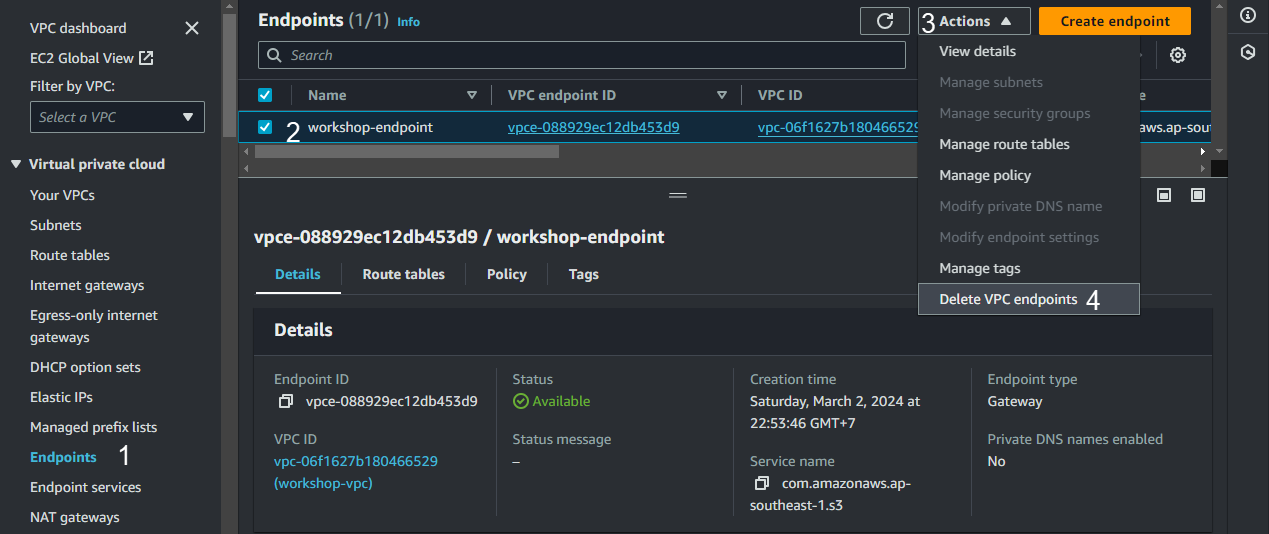 VPC dashboard
EC2 Global View
Filter by VPC:
Select a VPC
Virtual private cloud
Your VPCs
Subnets
Route tables
Internet gateways
Egress-only internet
gateways
DHCP option sets
Elastic IPs
Managed prefix lists
Endpoints 1
Endpoint services
NAT gateways
Endpoints (1/1) Info
3 Actions
Create endpoint
Search
Name VPC endpoint ID VPC ID
2 workshop-endpoint vpce-088929ec12db453d9 vpc-06f1627b180466529
View details
Manage subnets
Manage security groups
Manage route tables
Manage policy
Modify private DNS name
Modify endpoint settings
Manage tags
Delete VPC endpoints 4
vpce-088929ec12db453d9 / workshop-endpoint
Details Route tables Policy Tags
Details
Endpoint ID
vpce-088929ec12db453d9
Status
Available
Creation time
Saturday, March 2, 2024 at
22:53:46 GMT+7
Endpoint type
Gateway
VPC ID
vpc-06f1627b180466529
(workshop-vpc)
Status message
–
Service name
com.amazonaws.ap-
southeast-1.s3
Private DNS names enabled
No